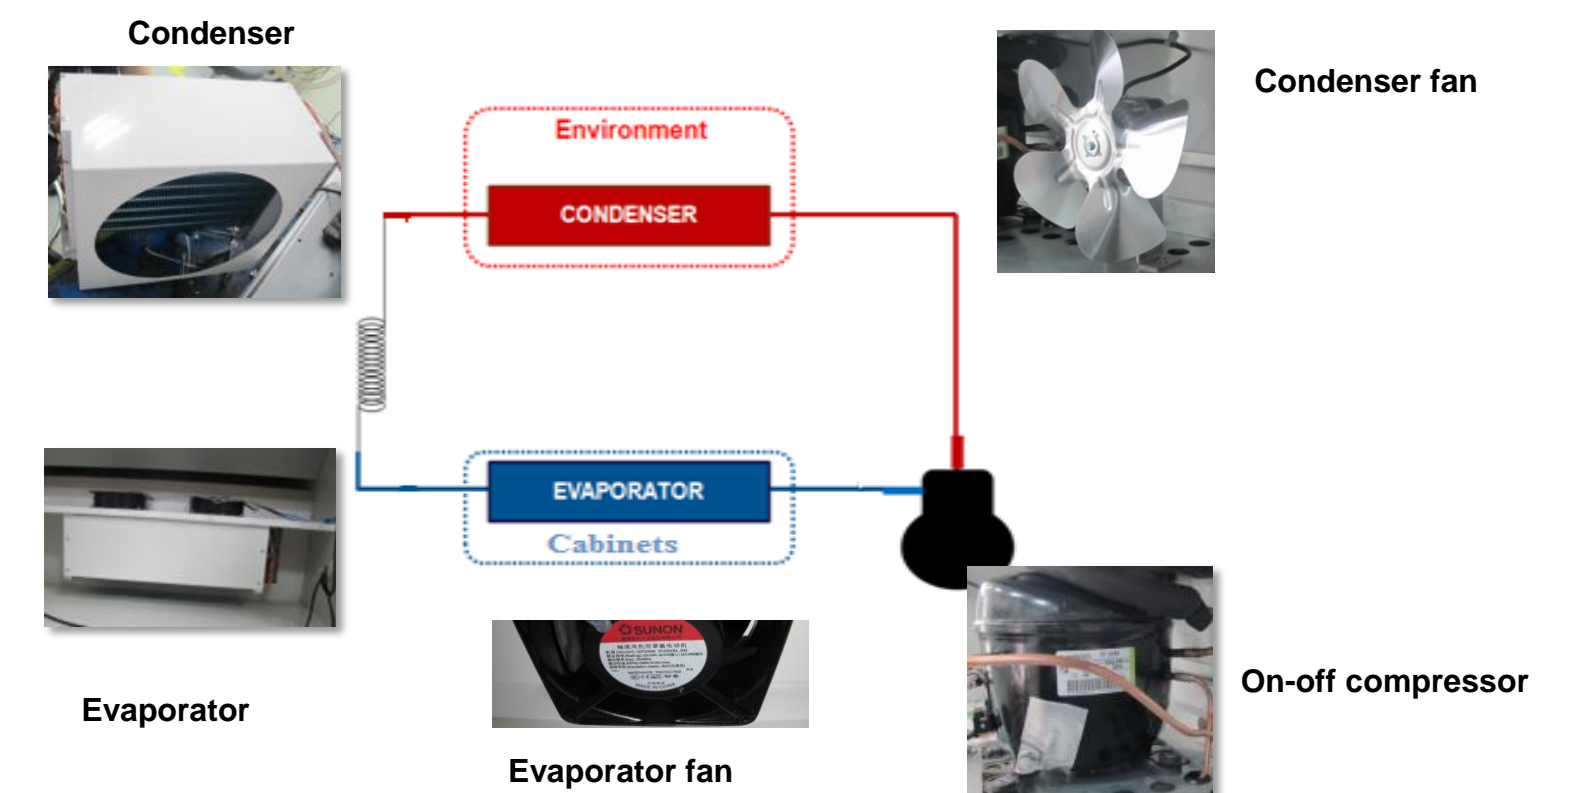 Condenser
Condenser fan
Environment
CONDENSER
EVAPORATOR
Cabinets
SUNON
On-off compressor
Evaporator
Evaporator fan